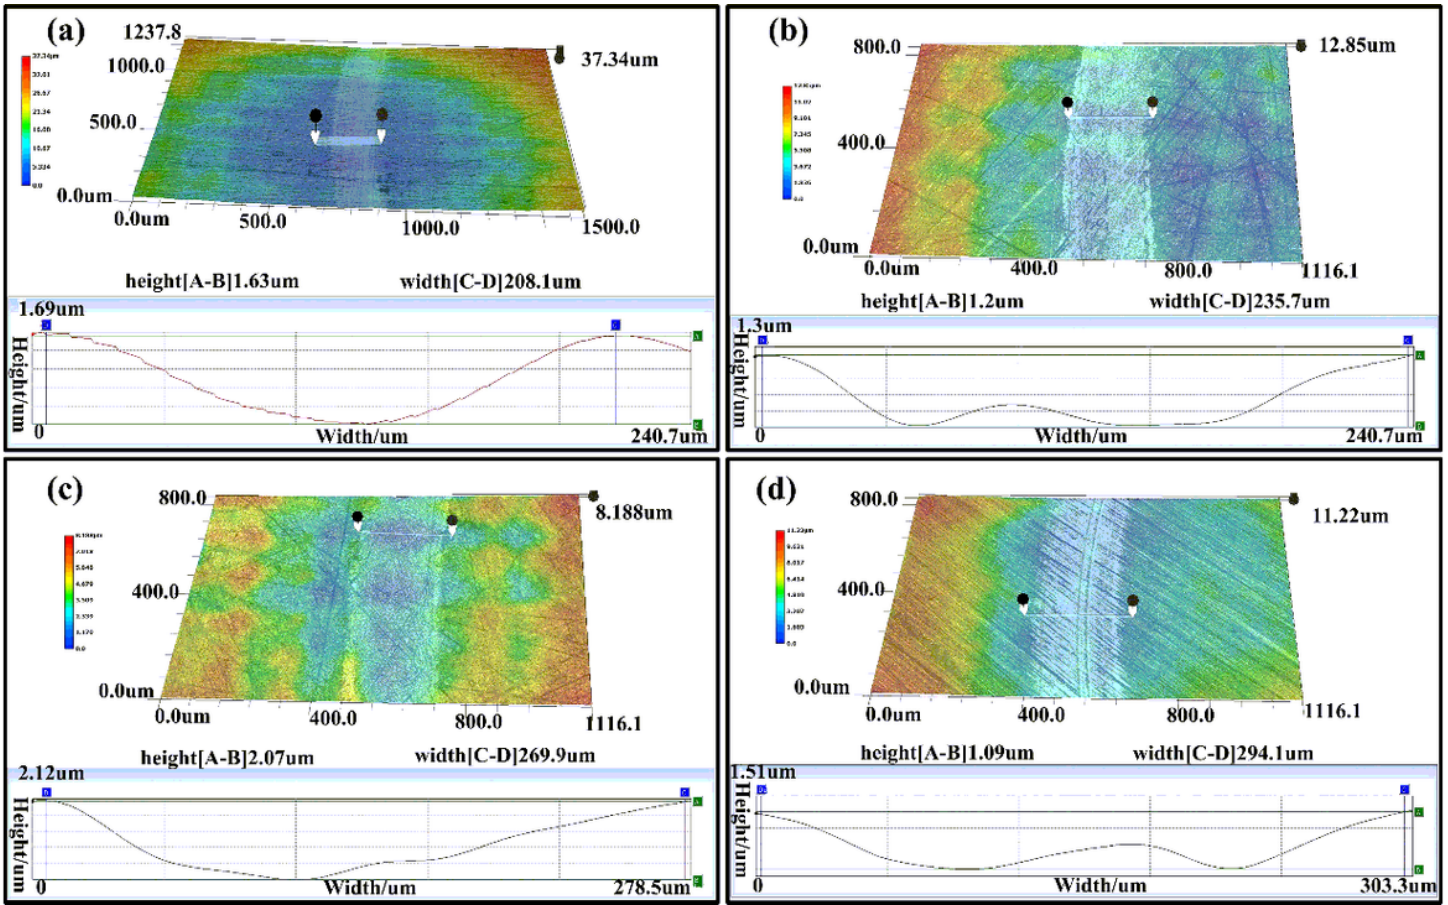 (a)
1237.8
37.34um
1000.0
500.0
0.0um
0.0um
500.0
1000.0
1500.0
height[A-B]1.63um
width[C-D]208.1um
1.69um
Height/um
0
Width/um
240.7um
(b)
800.0
12.85um
400.0
0.0um
0.0um
400.0
800.0
1116.1
height[A-B]1.2um
width[C-D]235.7um
1.3um
Height/um
0
Width/um
240.7um
(c)
800.0
8.188um
400.0
0.0um
0.0um
400.0
800.0
1116.1
height[A-B]2.07um
width[C-D]269.9um
2.12um
Height/um
0
Width/um
278.5um
(d)
800.0
11.22um
400.0
0.0um
0.0um
400.0
800.0
1116.1
height[A-B]1.09um
width[C-D]294.1um
1.51um
Height/um
0
Width/um
303.3um